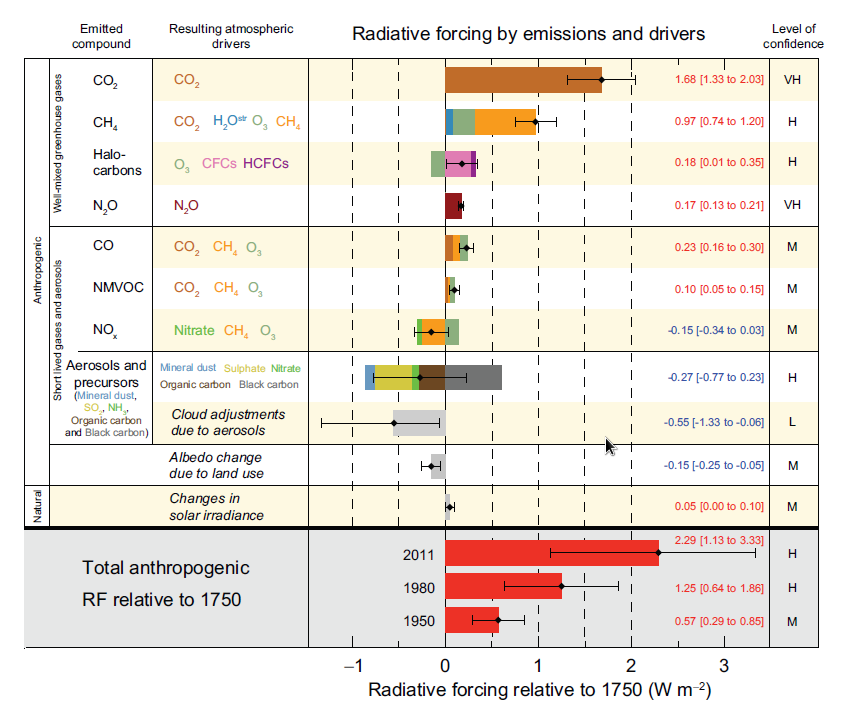 Emitted compound
Resulting atmospheric drivers
Radiative forcing by emissions and drivers
Level of confidence
Anthropogenic
Well-mixed greenhouse gases
CO2
CO2
1.68 [1.33 to 2.03]
VH
CH4
CO2 H2Ostr O3 CH4
0.97 [0.74 to 1.20]
H
Halo-
carbons
O3 CFCs HCFCs
0.18 [0.01 to 0.35]
H
N2O
N2O
0.17 [0.13 to 0.21]
VH
Short lived gases and aerosols
CO
CO2 CH4 O3
0.23 [0.16 to 0.30]
M
NMVOC
CO2 CH4 O3
0.10 [0.05 to 0.15]
M
NOx
Nitrate CH4 O3
-0.15 [-0.34 to 0.03]
M
Aerosols and
precursors
(Mineral dust,
SO2, NH3,
Organic carbon
and Black carbon)
Mineral dust Sulphate Nitrate
Organic carbon Black carbon
-0.27 [-0.77 to 0.23]
H
Cloud adjustments
due to aerosols
-0.55 [-1.33 to -0.06]
L
Albedo change
due to land use
-0.15 [-0.25 to -0.05]
M
Natural
Changes in
solar irradiance
0.05 [0.00 to 0.10]
M
Total anthropogenic
RF relative to 1750
2011
2.29 [1.13 to 3.33]
H
1980
1.25 [0.64 to 1.86]
H
1950
0.57 [0.29 to 0.85]
M
−1 0 1 2 3
Radiative forcing relative to 1750 (W m−2)